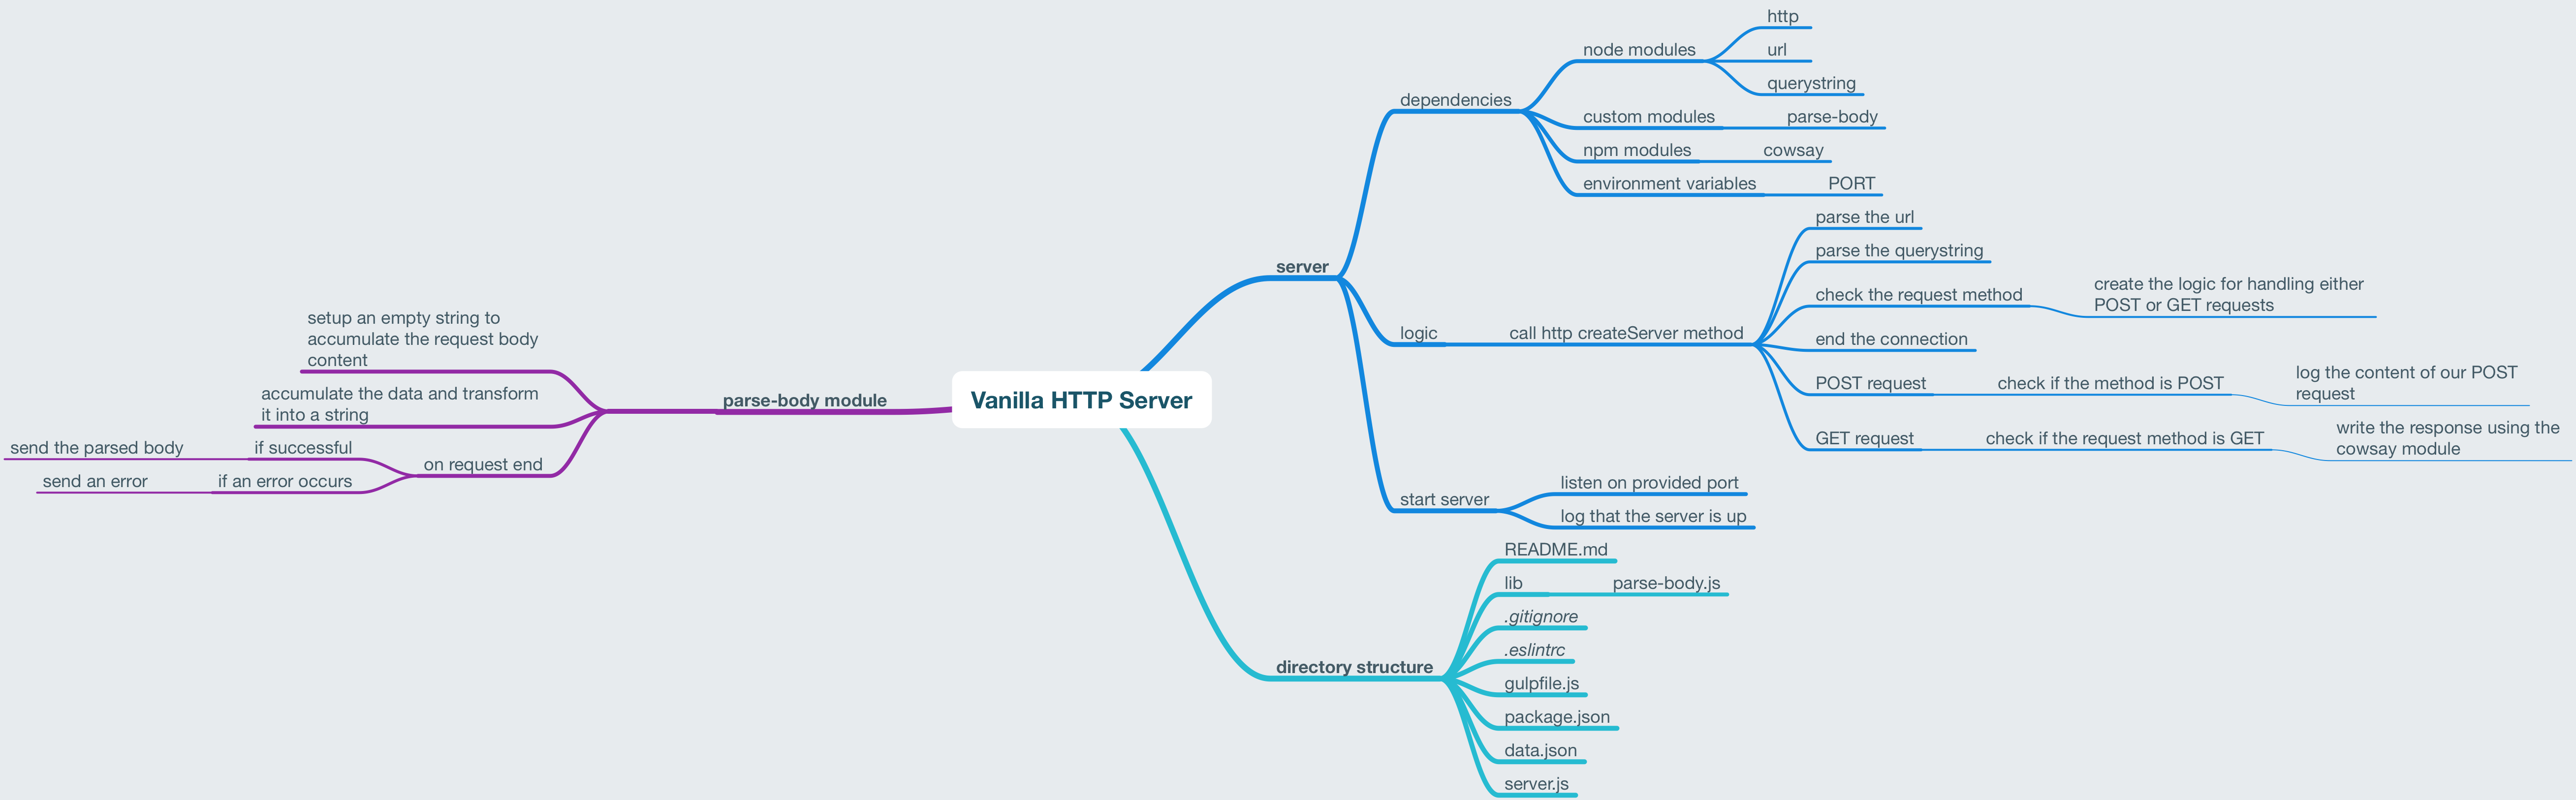 Vanilla HTTP Server
server
dependencies
node modules
http
url
querystring
custom modules
parse-body
npm modules
cowsay
environment variables
PORT
logic
call http createServer method
parse the url
parse the querystring
check the request method
create the logic for handling either
POST or GET requests
end the connection
POST request
check if the method is POST
log the content of our POST
request
GET request
check if the request method is GET
write the response using the
cowsay module
start server
listen on provided port
log that the server is up
directory structure
README.md
lib
parse-body.js
.gitignore
.eslintrc
gulpfile.js
package.json
data.json
server.js
parse-body module
setup an empty string to
accumulate the request body
content
accumulate the data and transform
it into a string
on request end
if successful
send the parsed body
if an error occurs
send an error